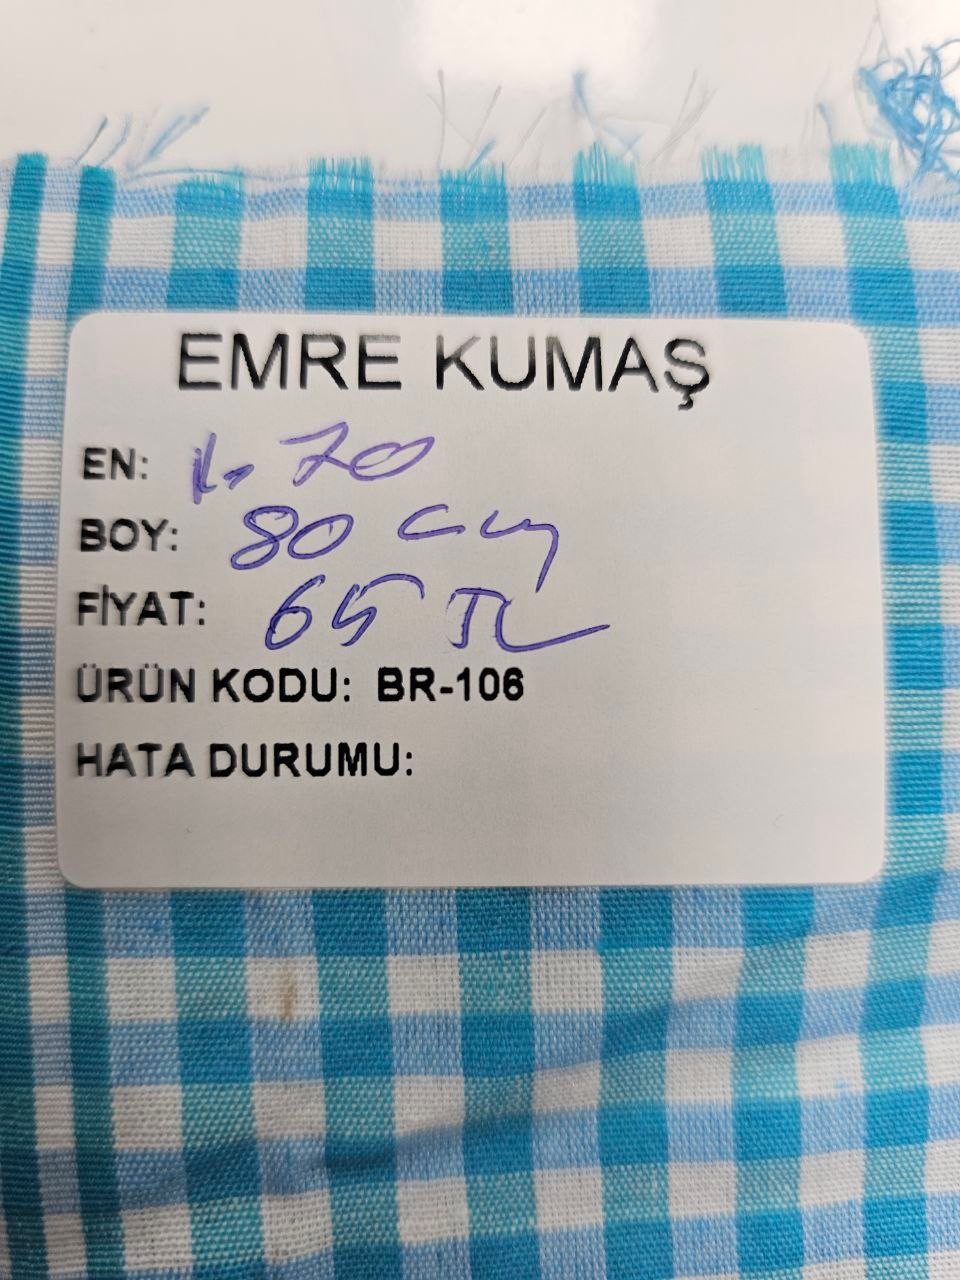 EMRE KUMAŞ
EN: 1.70
BOY: 80 cm
FİYAT: 65 TL
ÜRÜN KODU: BR-106
HATA DURUMU: